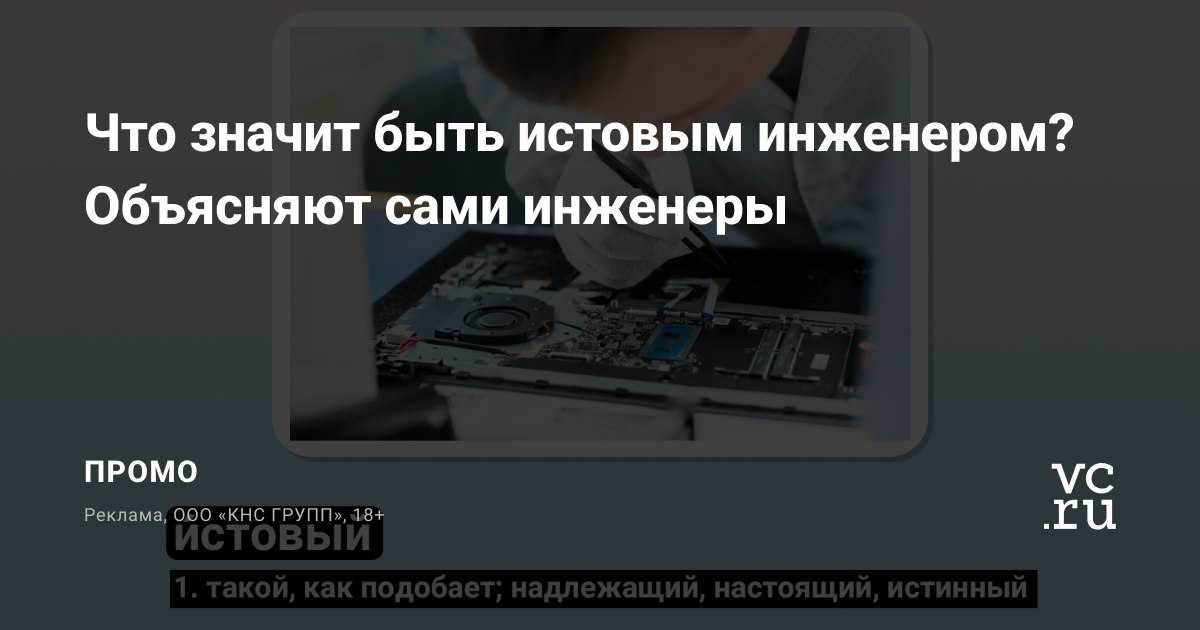 Что значит быть истовым инженером?
Объясняют сами инженеры
ПРОМО
Реклама, ООО «КНС ГРУПП», 18+
и́стовый
1. такой, как подобает; надлежащий, настоящий, истинный
vc
.ru